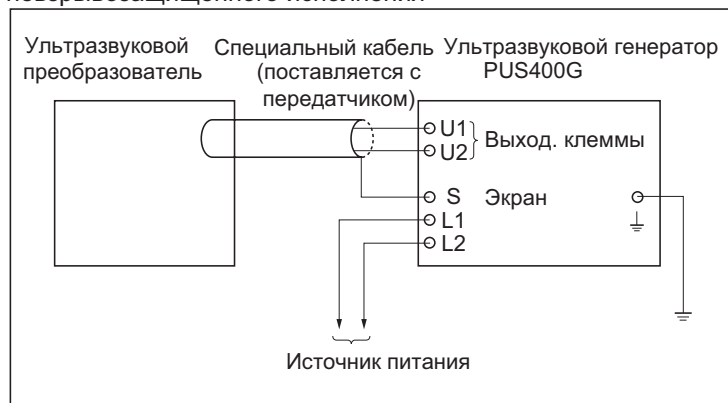 Ультразвуковой
преобразователь
Специальный кабель
(поставляется с
передатчиком)
Ультразвуковой генератор
PUS400G
U1
U2
Выход. клеммы
S Экран
L1
L2
Источник питания